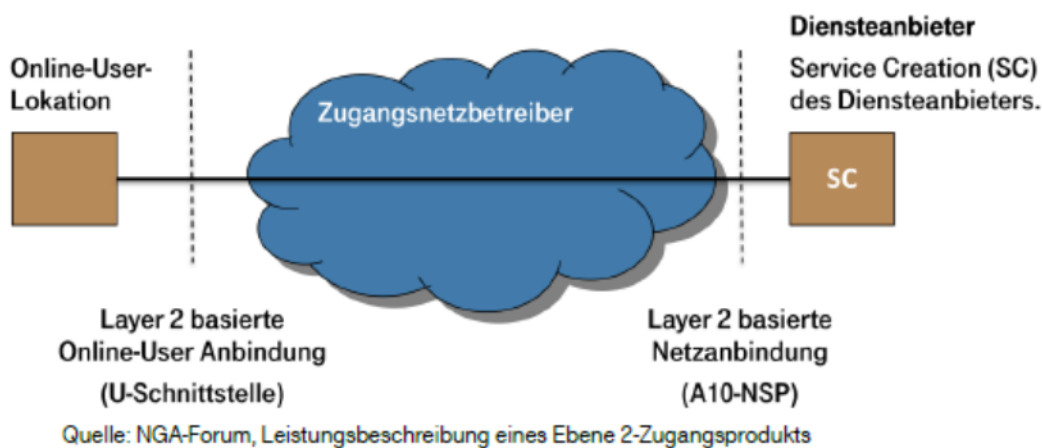 Online-User-
Lokation
Zugangsnetzbetreiber
Diensteanbieter
Service Creation (SC)
des Diensteanbieters.
SC
Layer 2 basierte
Online-User Anbindung
(U-Schnittstelle)
Layer 2 basierte
Netzanbindung
(A10-NSP)
Quelle: NGA-Forum, Leistungsbeschreibung eines Ebene 2-Zugangsprodukts